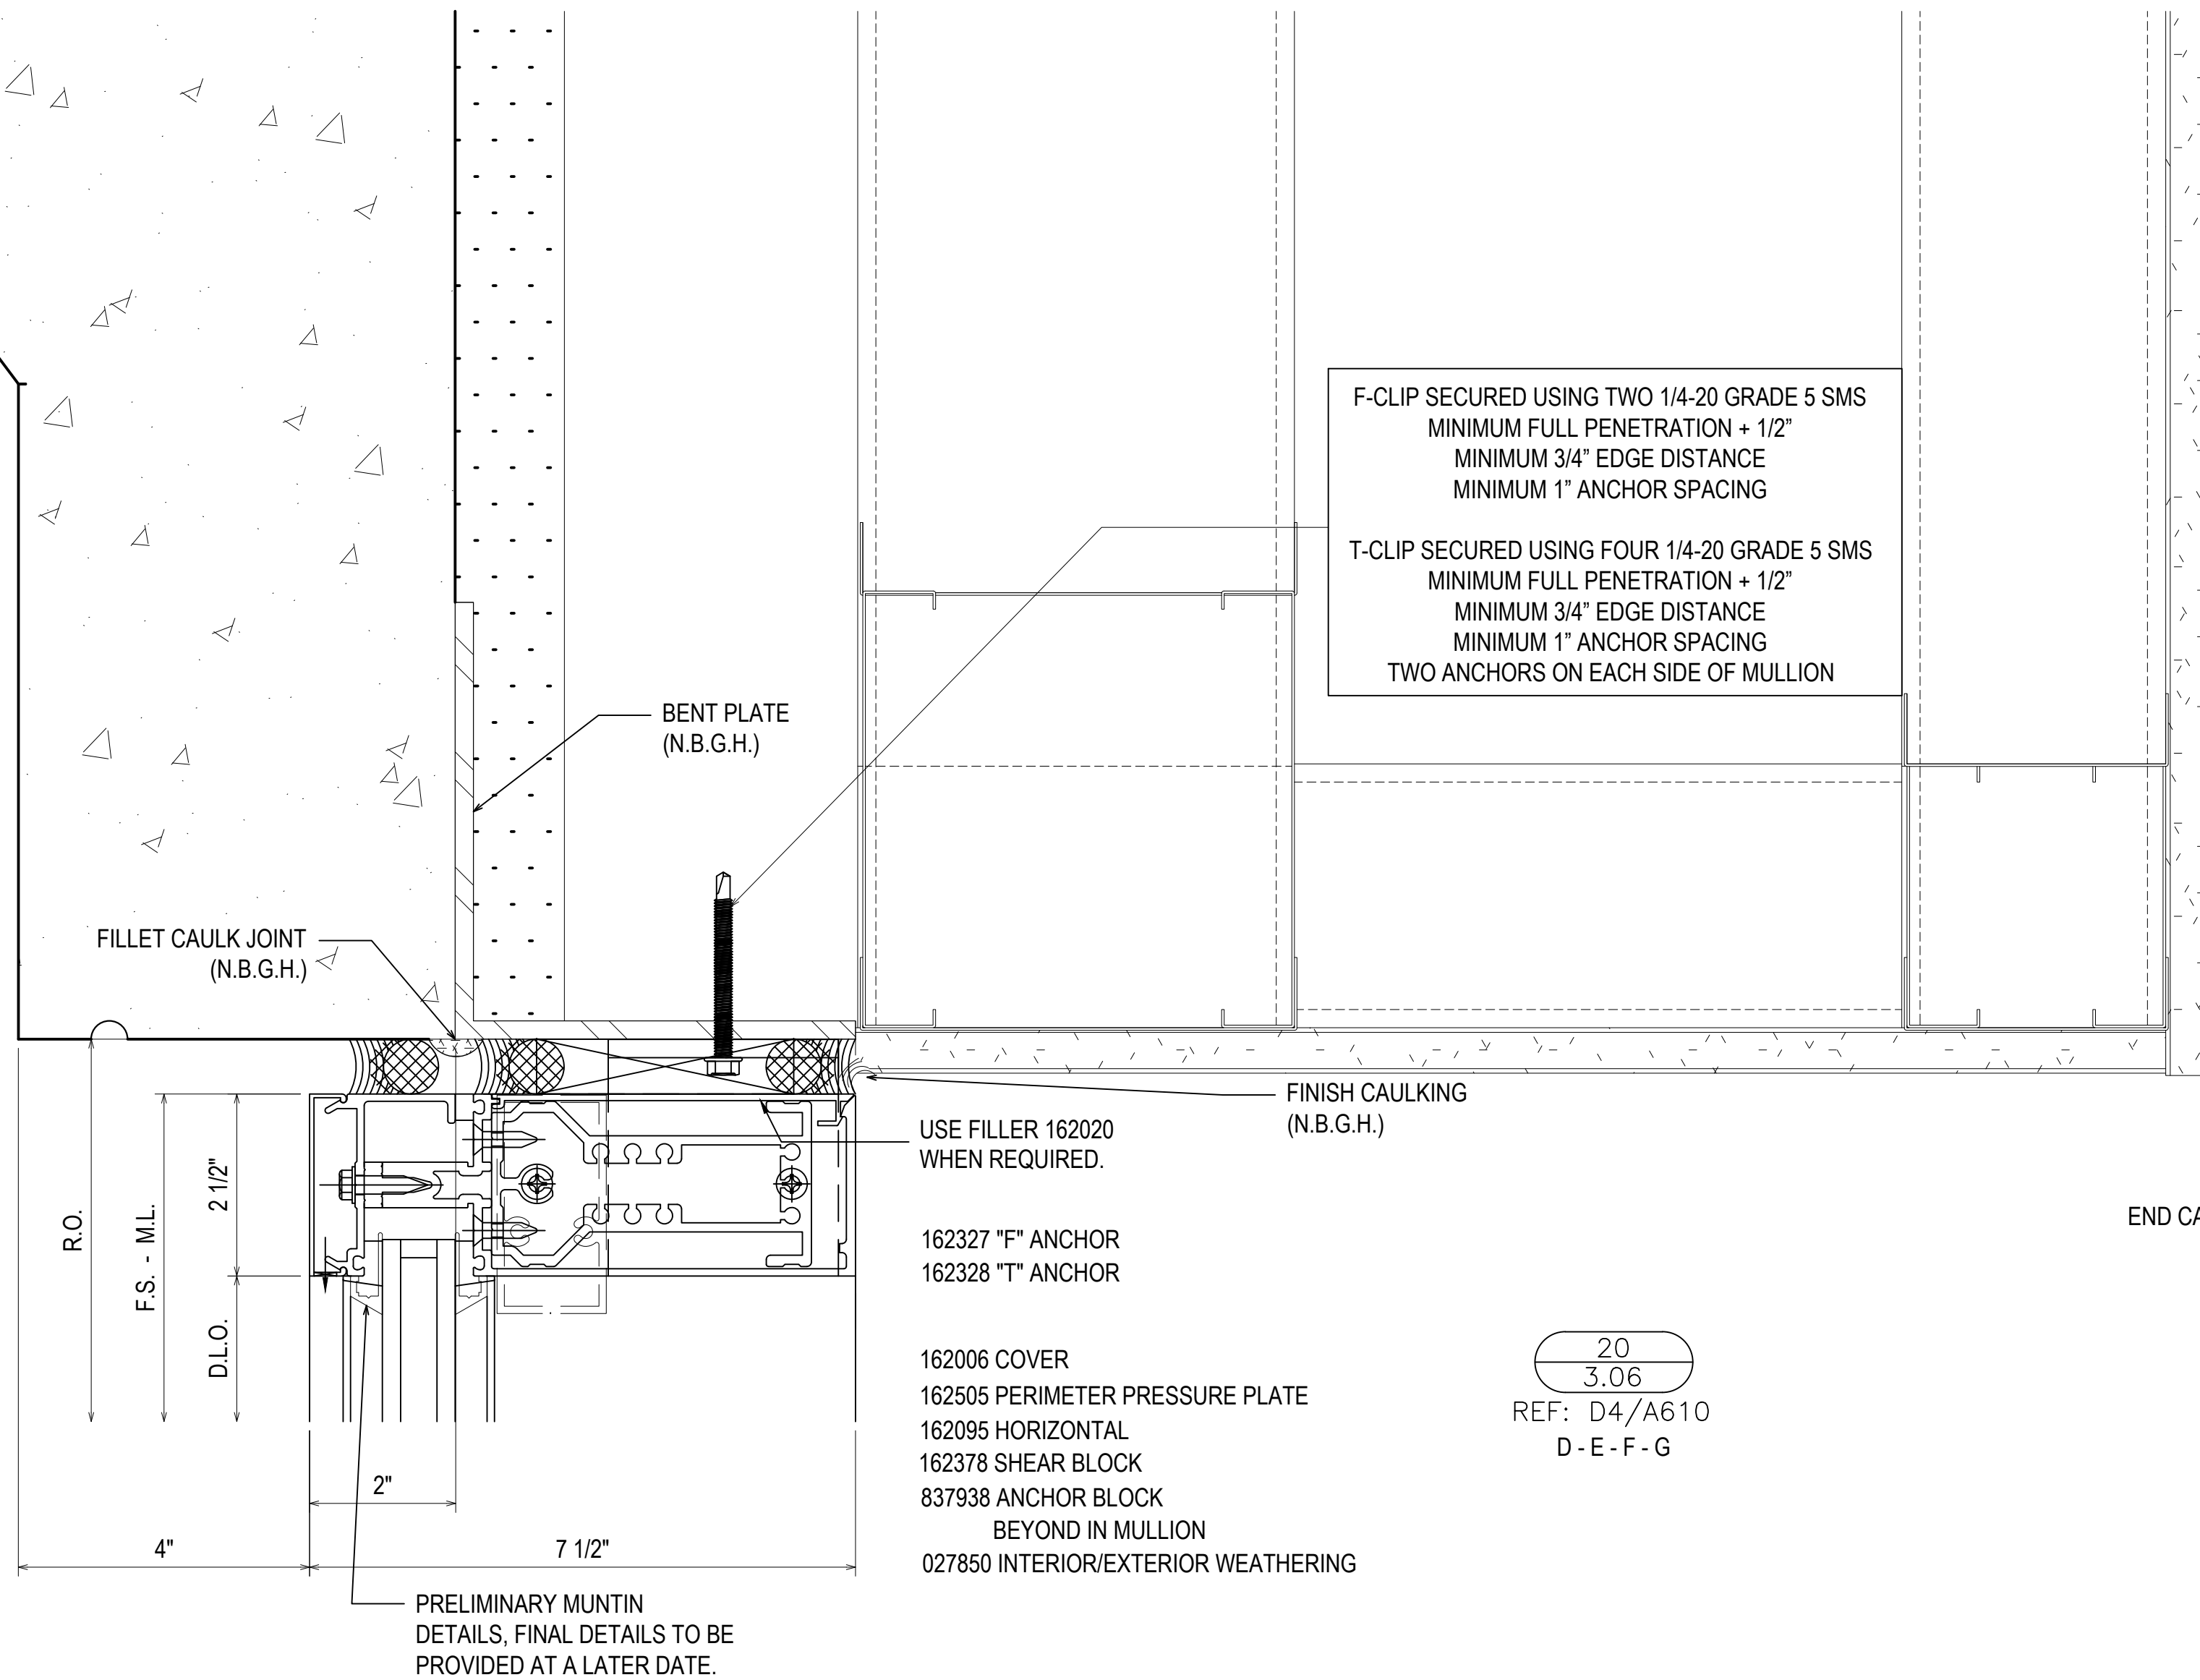 F-CLIP SECURED USING TWO 1/4-20 GRADE 5 SMS
MINIMUM FULL PENETRATION + 1/2”
MINIMUM 3/4” EDGE DISTANCE
MINIMUM 1” ANCHOR SPACING
T-CLIP SECURED USING FOUR 1/4-20 GRADE 5 SMS
MINIMUM FULL PENETRATION + 1/2”
MINIMUM 3/4” EDGE DISTANCE
MINIMUM 1” ANCHOR SPACING
TWO ANCHORS ON EACH SIDE OF MULLION
BENT PLATE
(N.B.G.H.)
FILLET CAULK JOINT
(N.B.G.H.)
FINISH CAULKING
(N.B.G.H.)
USE FILLER 162020
WHEN REQUIRED.
R.O.
F.S. - M.L.
2 1/2"
D.L.O.
162327 "F" ANCHOR
162328 "T" ANCHOR
END CA
162006 COVER
162505 PERIMETER PRESSURE PLATE
162095 HORIZONTAL
162378 SHEAR BLOCK
837938 ANCHOR BLOCK
BEYOND IN MULLION
027850 INTERIOR/EXTERIOR WEATHERING
20
3.06
REF: D4/A610
D - E - F - G
2"
4"
7 1/2"
PRELIMINARY MUNTIN
DETAILS, FINAL DETAILS TO BE
PROVIDED AT A LATER DATE.